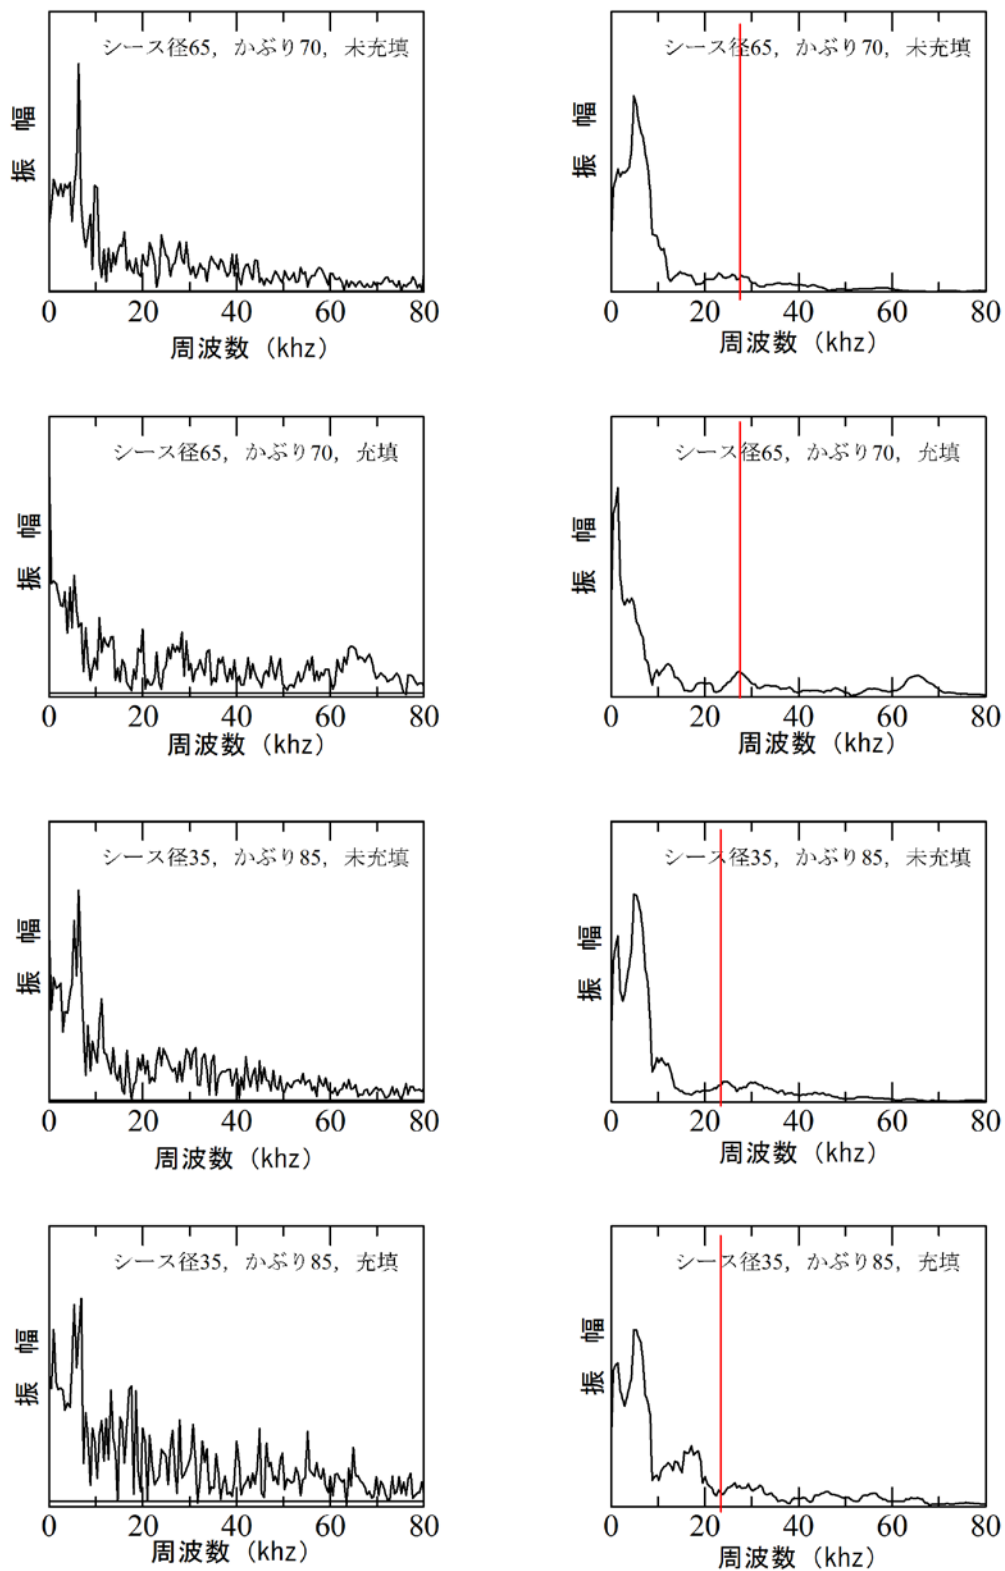 シース径65，かぶり70，未充填
振 幅
0 20 40 60 80
周波数（khz）
シース径65，かぶり70，未充填
振 幅
0 20 40 60 80
周波数（khz）
シース径65，かぶり70，充填
振 幅
0 20 40 60 80
周波数（khz）
シース径65，かぶり70，充填
振 幅
0 20 40 60 80
周波数（khz）
シース径35，かぶり85，未充填
振 幅
0 20 40 60 80
周波数（khz）
シース径35，かぶり85，未充填
振 幅
0 20 40 60 80
周波数（khz）
シース径35，かぶり85，充填
振 幅
0 20 40 60 80
周波数（khz）
シース径35，かぶり85，充填
振 幅
0 20 40 60 80
周波数（khz）